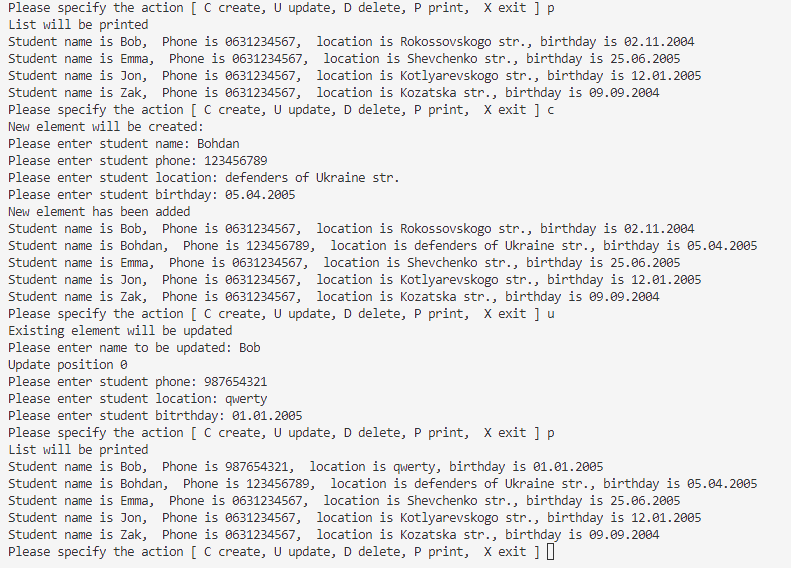 Please specify the action [ C create, U update, D delete, P print,  X exit ] p
List will be printed
Student name is Bob,  Phone is 0631234567,  location is Rokossovskogo str., birthday is 02.11.2004
Student name is Emma,  Phone is 0631234567,  location is Shevchenko str., birthday is 25.06.2005
Student name is Jon,  Phone is 0631234567,  location is Kotlyarevskogo str., birthday is 12.01.2005
Student name is Zak,  Phone is 0631234567,  location is Kozatska str., birthday is 09.09.2004
Please specify the action [ C create, U update, D delete, P print,  X exit ] c
New element will be created:
Please enter student name: Bohdan
Please enter student phone: 123456789
Please enter student location: defenders of Ukraine str.
Please enter student birthday: 05.04.2005
New element has been added
Student name is Bob,  Phone is 0631234567,  location is Rokossovskogo str., birthday is 02.11.2004
Student name is Bohdan,  Phone is 123456789,  location is defenders of Ukraine str., birthday is 05.04.2005
Student name is Emma,  Phone is 0631234567,  location is Shevchenko str., birthday is 25.06.2005
Student name is Jon,  Phone is 0631234567,  location is Kotlyarevskogo str., birthday is 12.01.2005
Student name is Zak,  Phone is 0631234567,  location is Kozatska str., birthday is 09.09.2004
Please specify the action [ C create, U update, D delete, P print,  X exit ] u
Existing element will be updated
Please enter name to be updated: Bob
Update position 0
Please enter student phone: 987654321
Please enter student location: qwerty
Please enter student bitrthday: 01.01.2005
Please specify the action [ C create, U update, D delete, P print,  X exit ] p
List will be printed
Student name is Bob,  Phone is 987654321,  location is qwerty, birthday is 01.01.2005
Student name is Bohdan,  Phone is 123456789,  location is defenders of Ukraine str., birthday is 05.04.2005
Student name is Emma,  Phone is 0631234567,  location is Shevchenko str., birthday is 25.06.2005
Student name is Jon,  Phone is 0631234567,  location is Kotlyarevskogo str., birthday is 12.01.2005
Student name is Zak,  Phone is 0631234567,  location is Kozatska str., birthday is 09.09.2004
Please specify the action [ C create, U update, D delete, P print,  X exit ]